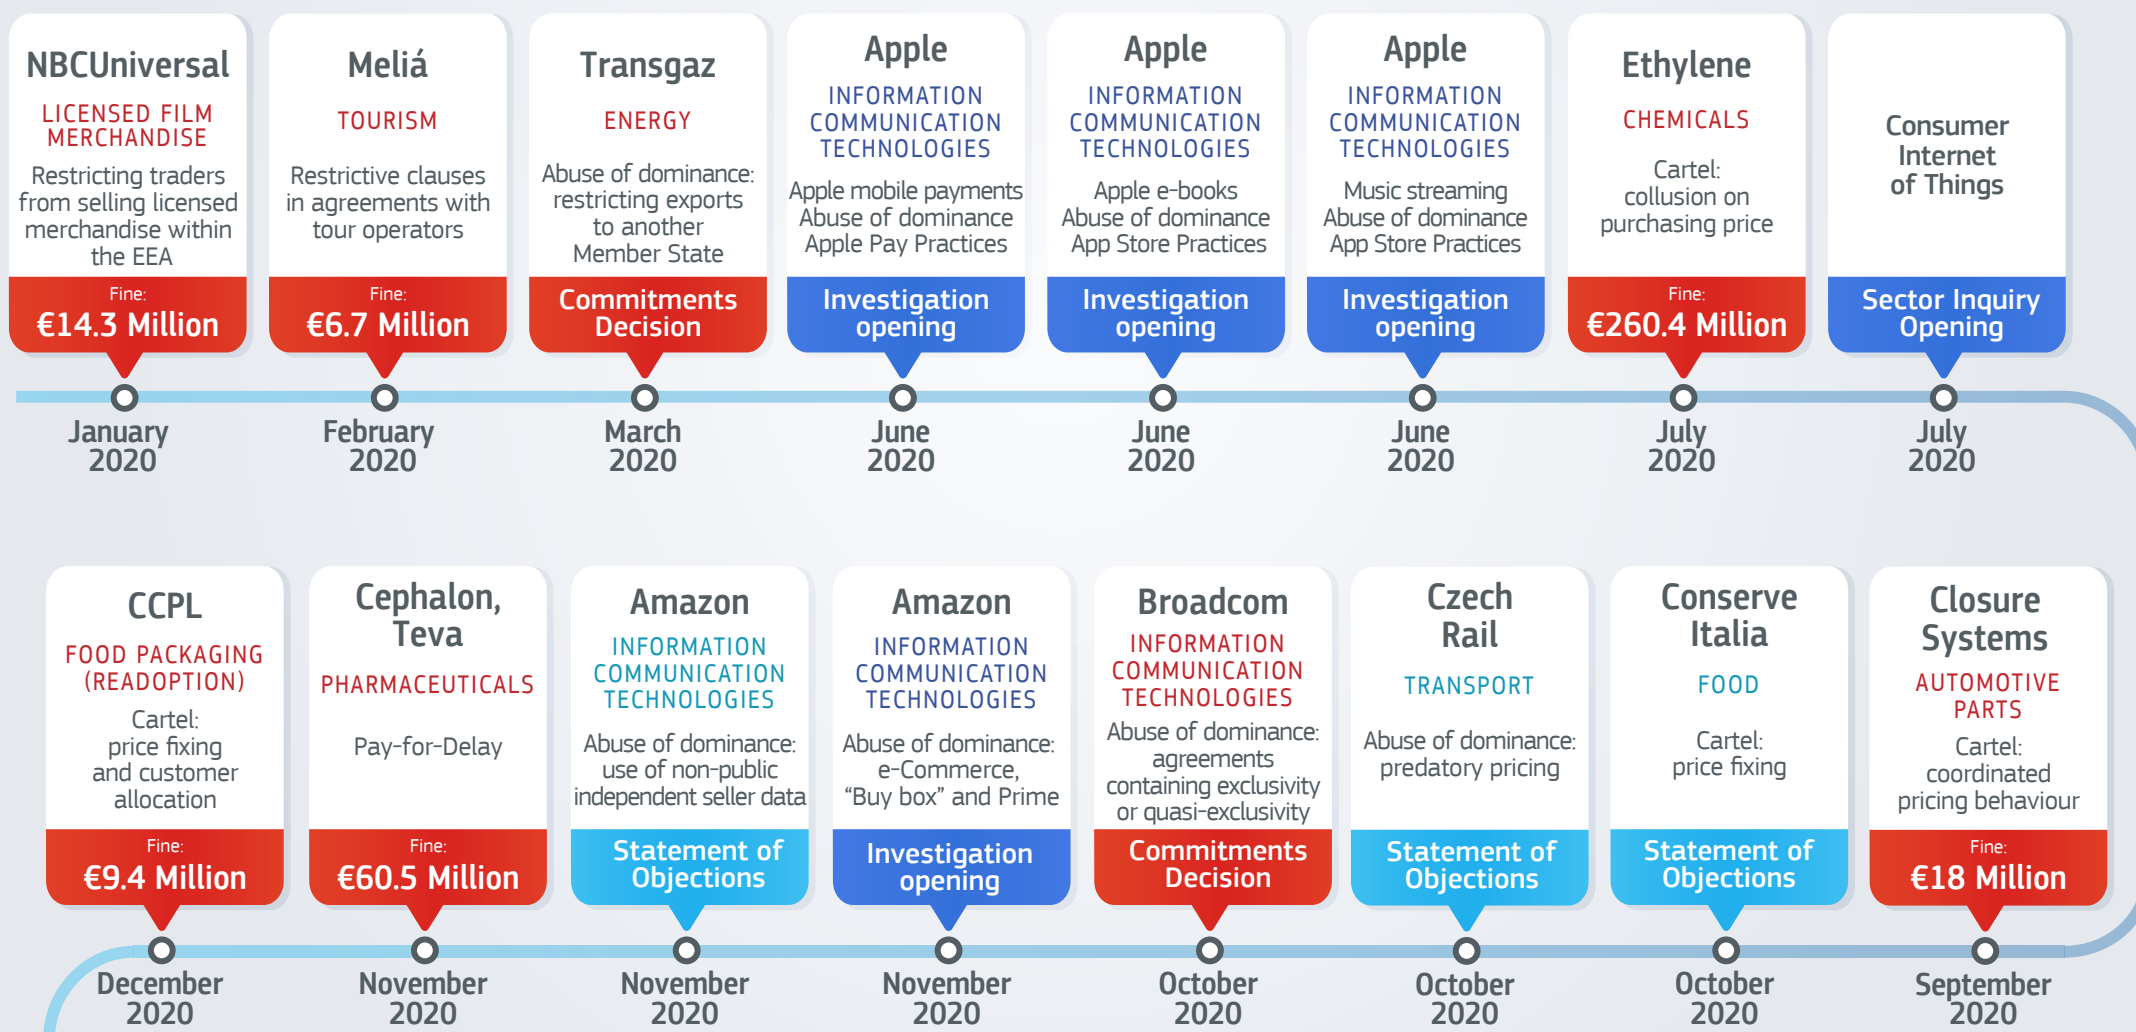 NBCUniversal
LICENSED FILM
MERCHANDISE
Restricting traders
from selling licensed
merchandise within
the EEA
Fine:
€14.3 Million
January
2020
Meliá
TOURISM
Restrictive clauses
in agreements with
tour operators
Fine:
€6.7 Million
February
2020
Transgaz
ENERGY
Abuse of dominance:
restricting exports
to another
Member State
Commitments
Decision
March
2020
Apple
INFORMATION
COMMUNICATION
TECHNOLOGIES
Apple mobile payments
Abuse of dominance
Apple Pay Practices
Investigation
opening
June
2020
Apple
INFORMATION
COMMUNICATION
TECHNOLOGIES
Apple e-books
Abuse of dominance
App Store Practices
Investigation
opening
June
2020
Apple
INFORMATION
COMMUNICATION
TECHNOLOGIES
Music streaming
Abuse of dominance
App Store Practices
Investigation
opening
June
2020
Ethylene
CHEMICALS
Cartel:
collusion on
purchasing price
Fine:
€260.4 Million
July
2020
Consumer
Internet
of Things
Sector Inquiry
Opening
July
2020
CCPL
FOOD PACKAGING
(READOPTION)
Cartel:
price fixing
and customer
allocation
Fine:
€9.4 Million
December
2020
Cephalon,
Teva
PHARMACEUTICALS
Pay-for-Delay
Fine:
€60.5 Million
November
2020
Amazon
INFORMATION
COMMUNICATION
TECHNOLOGIES
Abuse of dominance:
use of non-public
independent seller data
Statement of
Objections
November
2020
Amazon
INFORMATION
COMMUNICATION
TECHNOLOGIES
Abuse of dominance:
e-Commerce,
“Buy box” and Prime
Investigation
opening
November
2020
Broadcom
INFORMATION
COMMUNICATION
TECHNOLOGIES
Abuse of dominance:
agreements
containing exclusivity
or quasi-exclusivity
Commitments
Decision
October
2020
Czech
Rail
TRANSPORT
Abuse of dominance:
predatory pricing
Statement of
Objections
October
2020
Conserve
Italia
FOOD
Cartel:
price fixing
Statement of
Objections
October
2020
Closure
Systems
AUTOMOTIVE
PARTS
Cartel:
coordinated
pricing behaviour
Fine:
€18 Million
September
2020